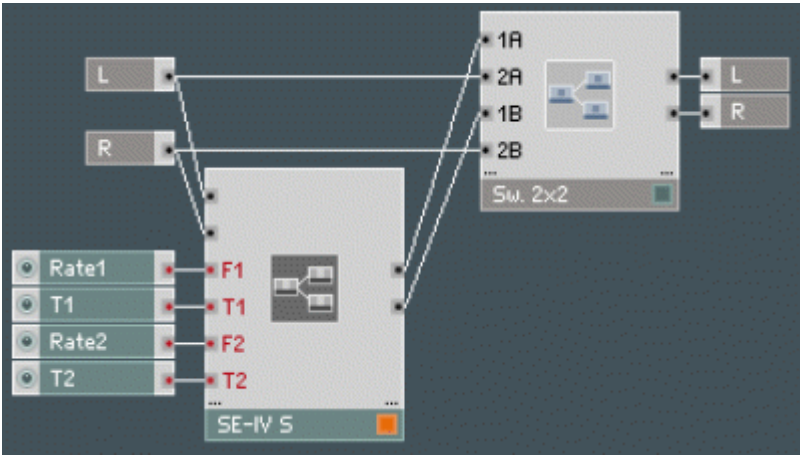 1A
L
2A
L
1B
R
R
2B
Sw. 2x2
Rate1
F1
T1
T1
Rate2
F2
T2
T2
SE-IV S